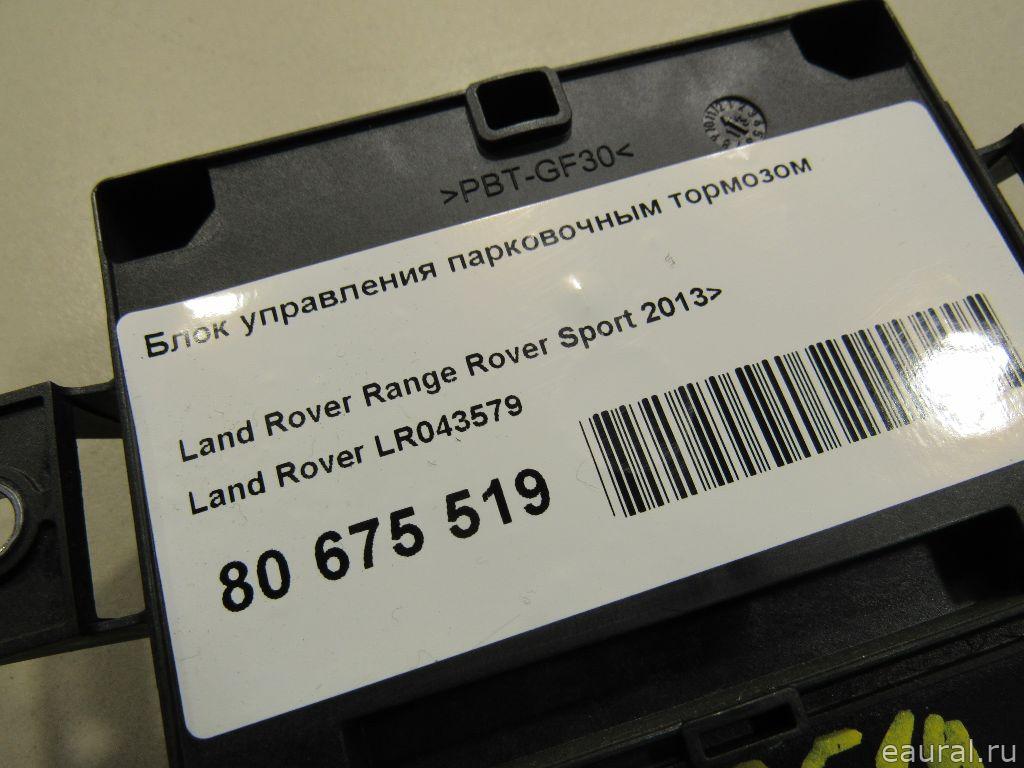 >PBT-GF30<
Блок управления парковочным тормозом
Land Rover Range Rover Sport 2013>
Land Rover LR043579
80 675 519
eaural.ru